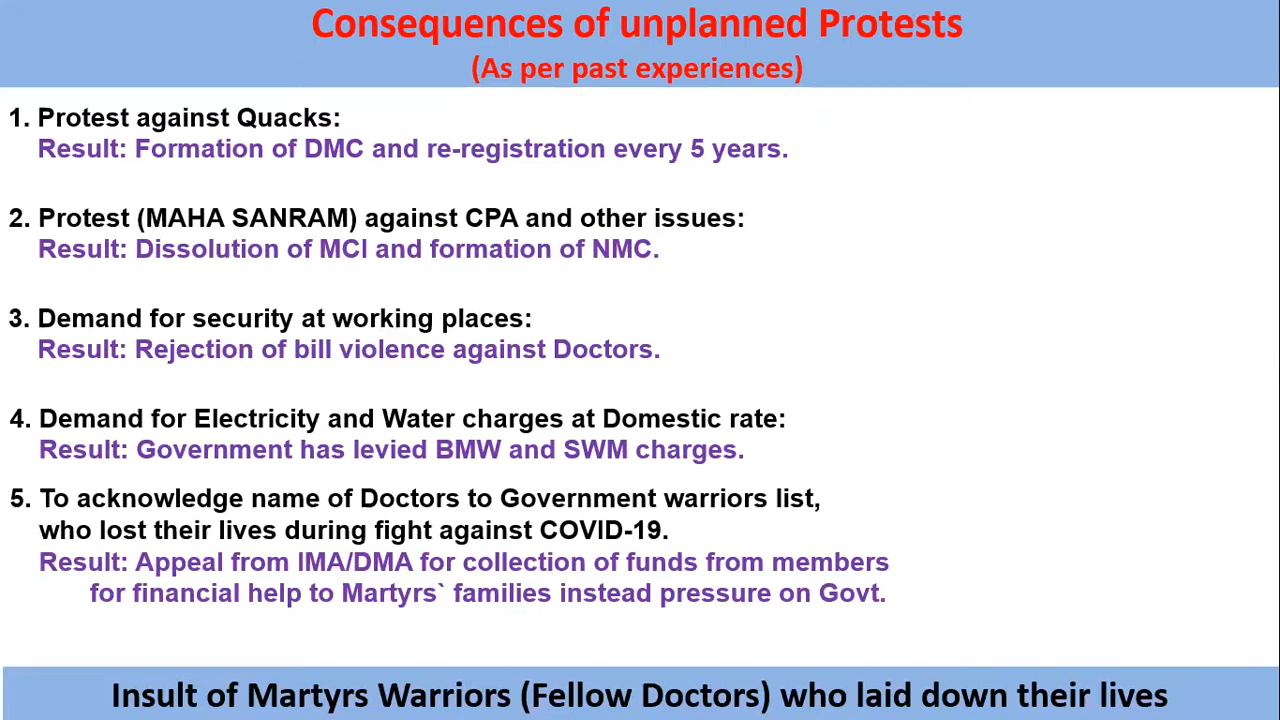 Consequences of unplanned Protests
(As per past experiences)
1. Protest against Quacks:
Result: Formation of DMC and re-registration every 5 years.
2. Protest (MAHA SANRAM) against CPA and other issues:
Result: Dissolution of MCI and formation of NMC.
3. Demand for security at working places:
Result: Rejection of bill violence against Doctors.
4. Demand for Electricity and Water charges at Domestic rate:
Result: Government has levied BMW and SWM charges.
5. To acknowledge name of Doctors to Government warriors list,
who lost their lives during fight against COVID-19.
Result: Appeal from IMA/DMA for collection of funds from members
for financial help to Martyrs` families instead pressure on Govt.
Insult of Martyrs Warriors (Fellow Doctors) who laid down their lives